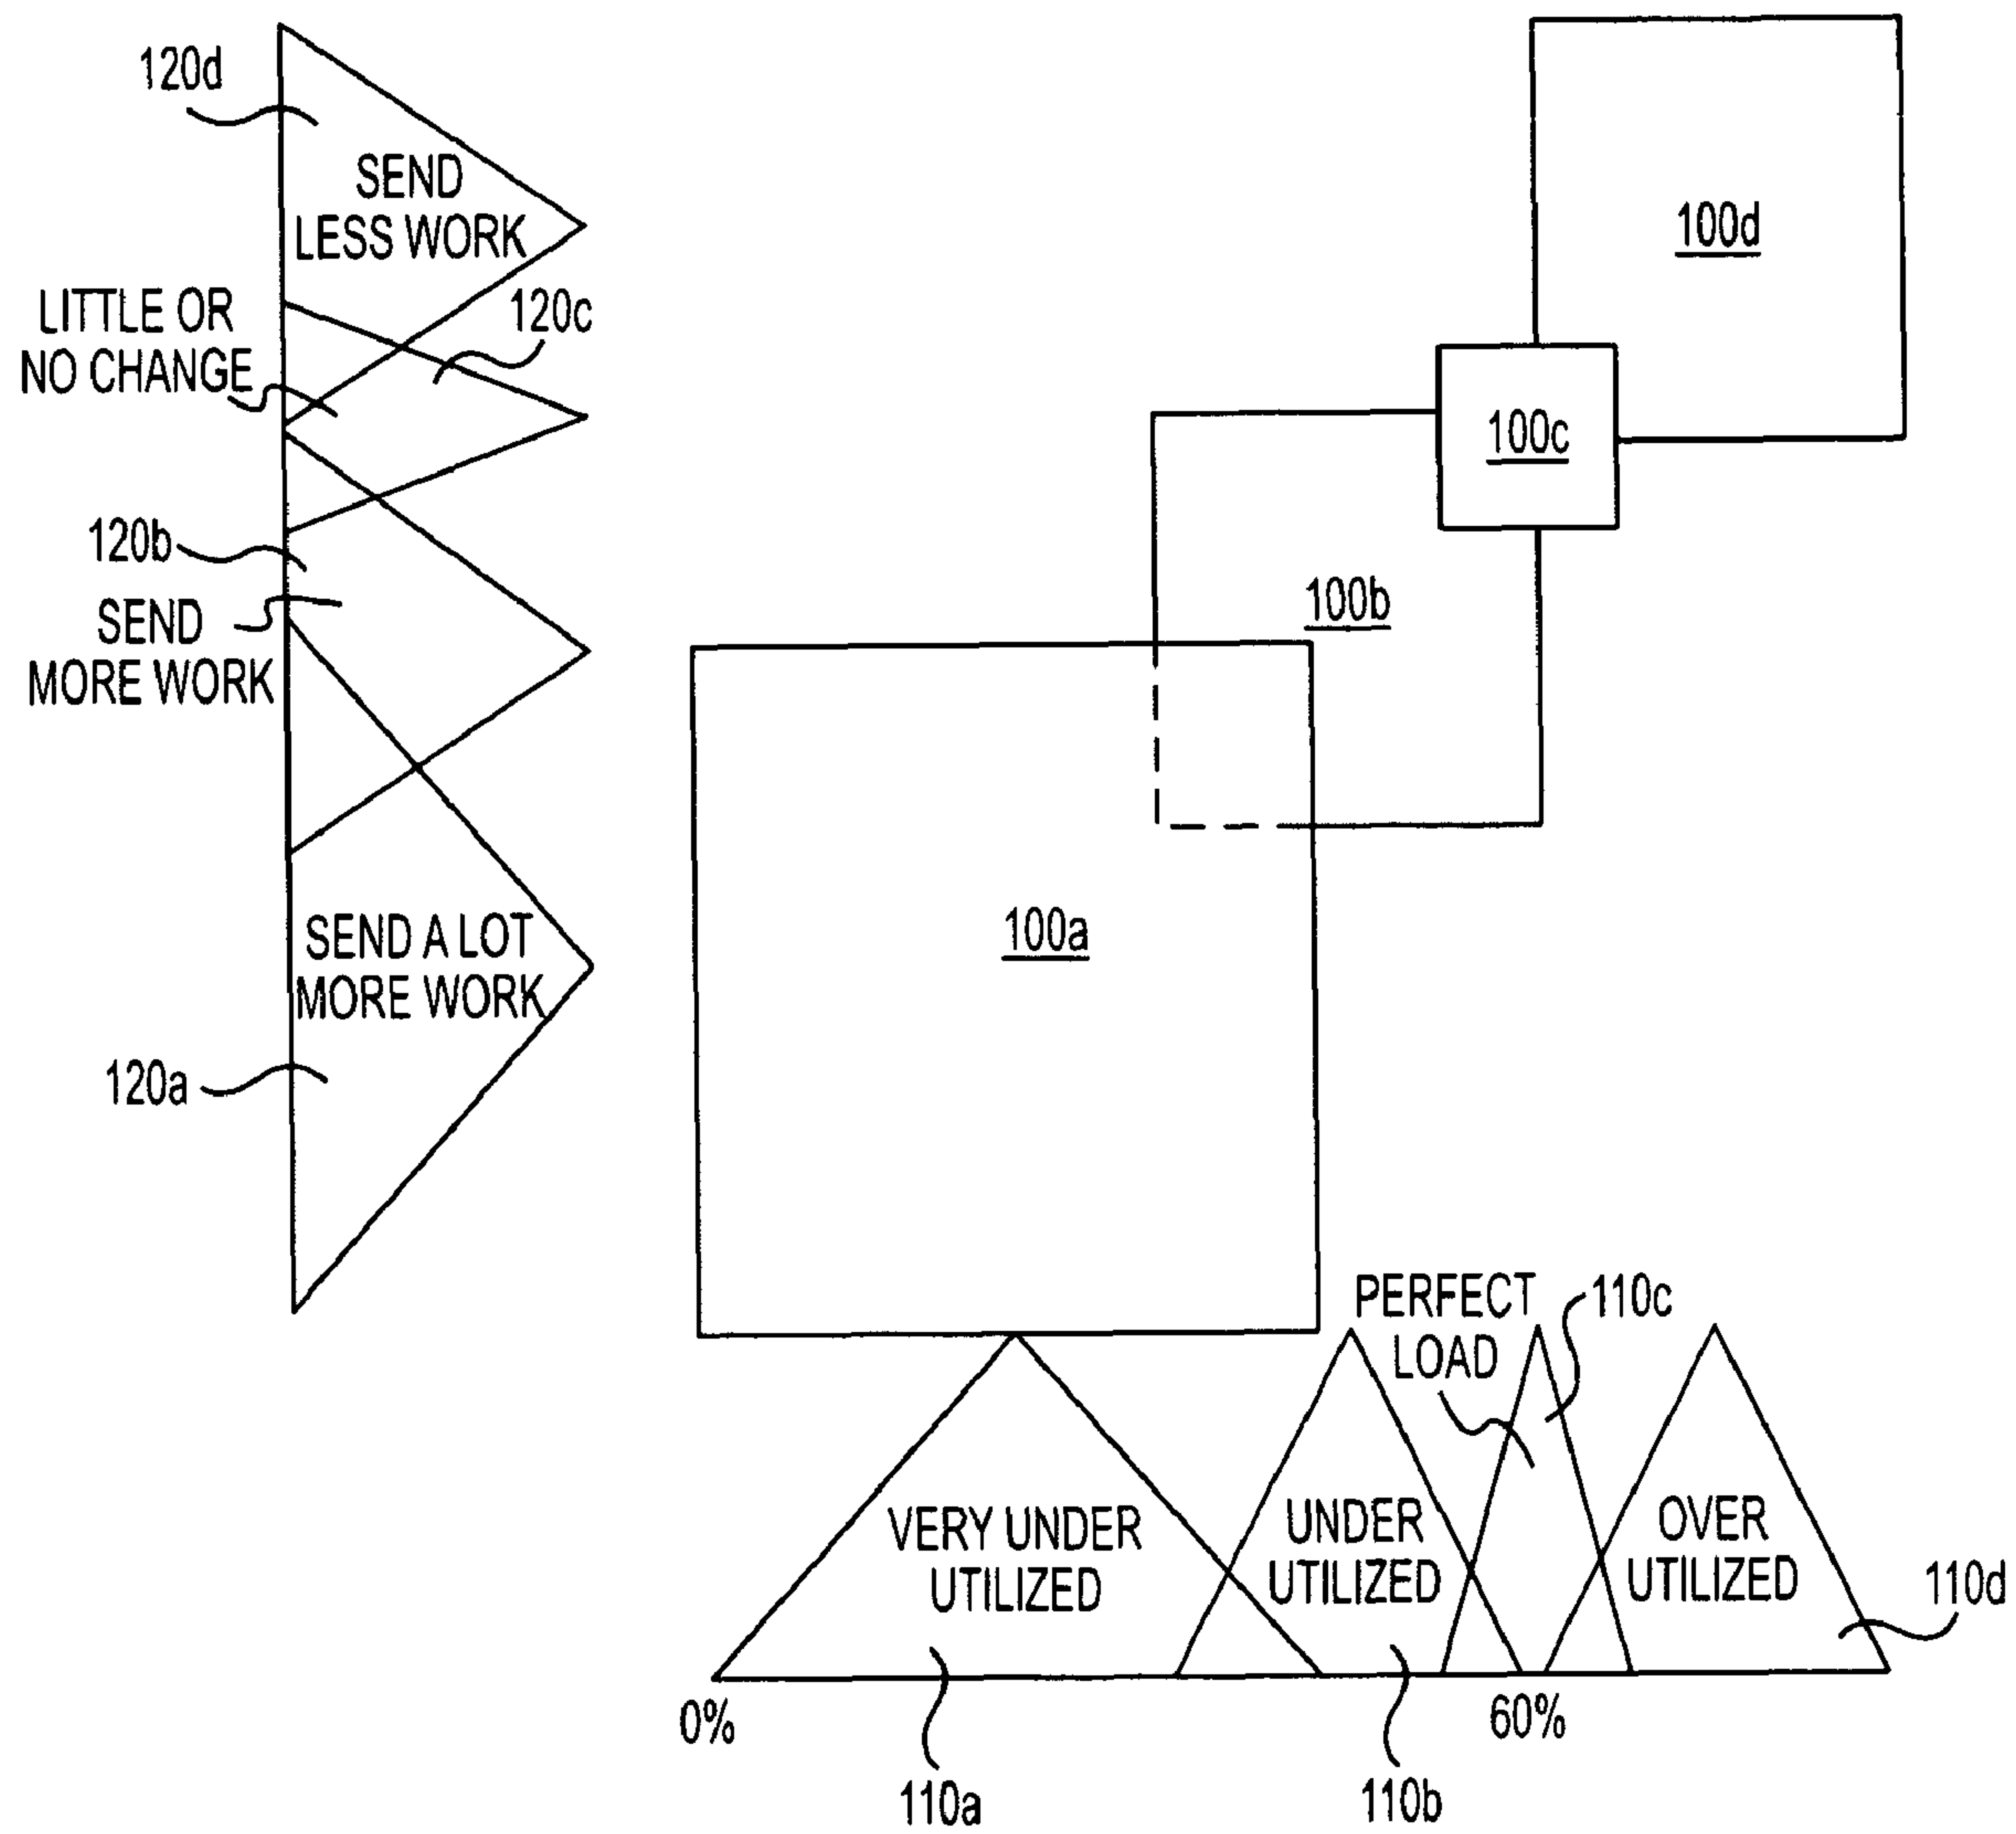 120d
SEND
LESS WORK
LITTLE OR
NO CHANGE
120c
120b
SEND
MORE WORK
SEND A LOT
MORE WORK
120a
100d
100c
100b
100a
PERFECT
LOAD
110c
VERY UNDER
UTILIZED
UNDER
UTILIZED
OVER
UTILIZED
110d
0%
60%
110a
110b